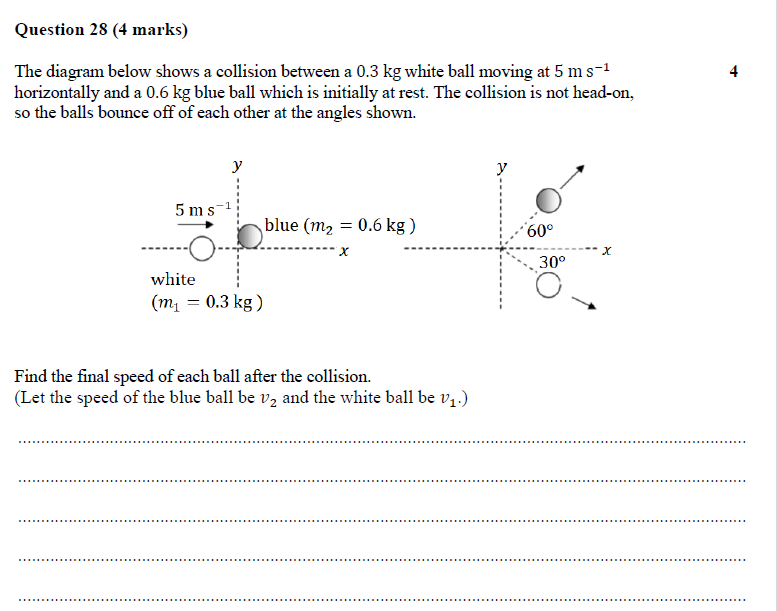 Question 28 (4 marks)
The diagram below shows a collision between a 0.3 kg white ball moving at 5 m s⁻¹ 4
horizontally and a 0.6 kg blue ball which is initially at rest. The collision is not head-on,
so the balls bounce off of each other at the angles shown.
y
5 m s⁻¹
blue (m₂ = 0.6 kg )
x
white
(m₁ = 0.3 kg )
y
60°
x
30°
Find the final speed of each ball after the collision.
(Let the speed of the blue ball be v₂ and the white ball be v₁.)